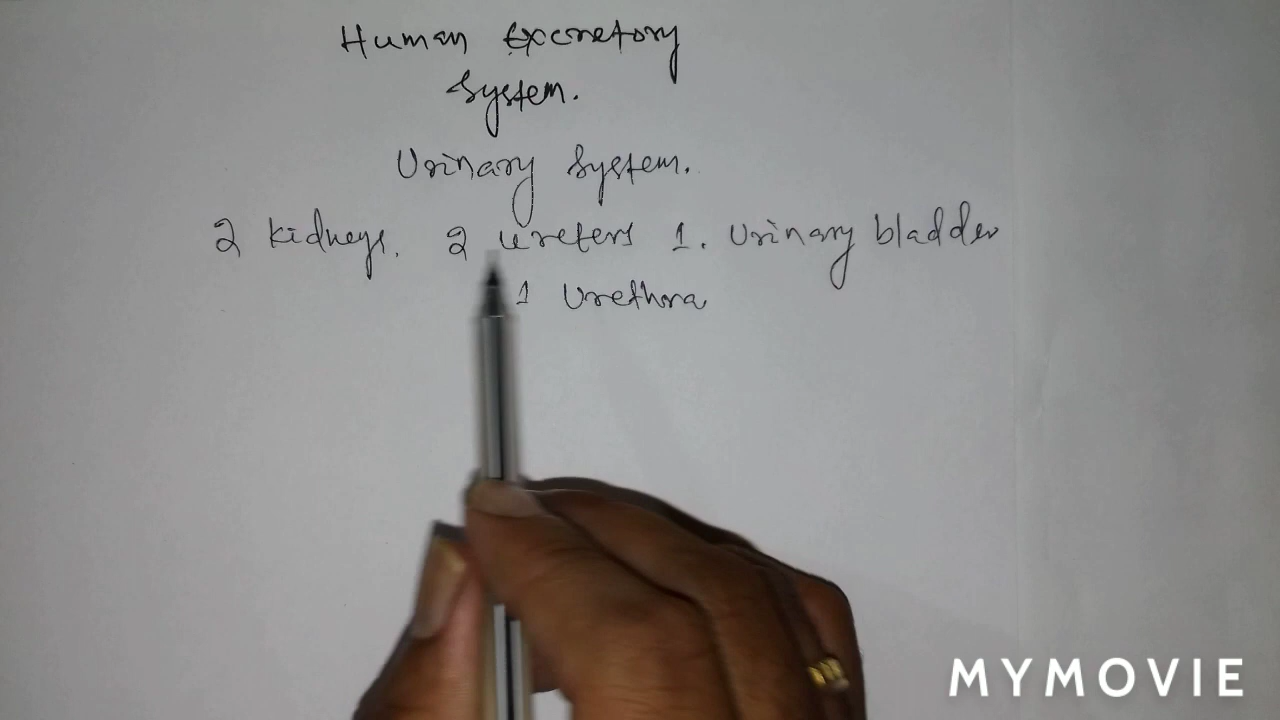 Human Excretory
System.
Urinary System.
2 kidneys. 2 ureters 1. Urinary bladder
1 Urethra
MYMOVIE